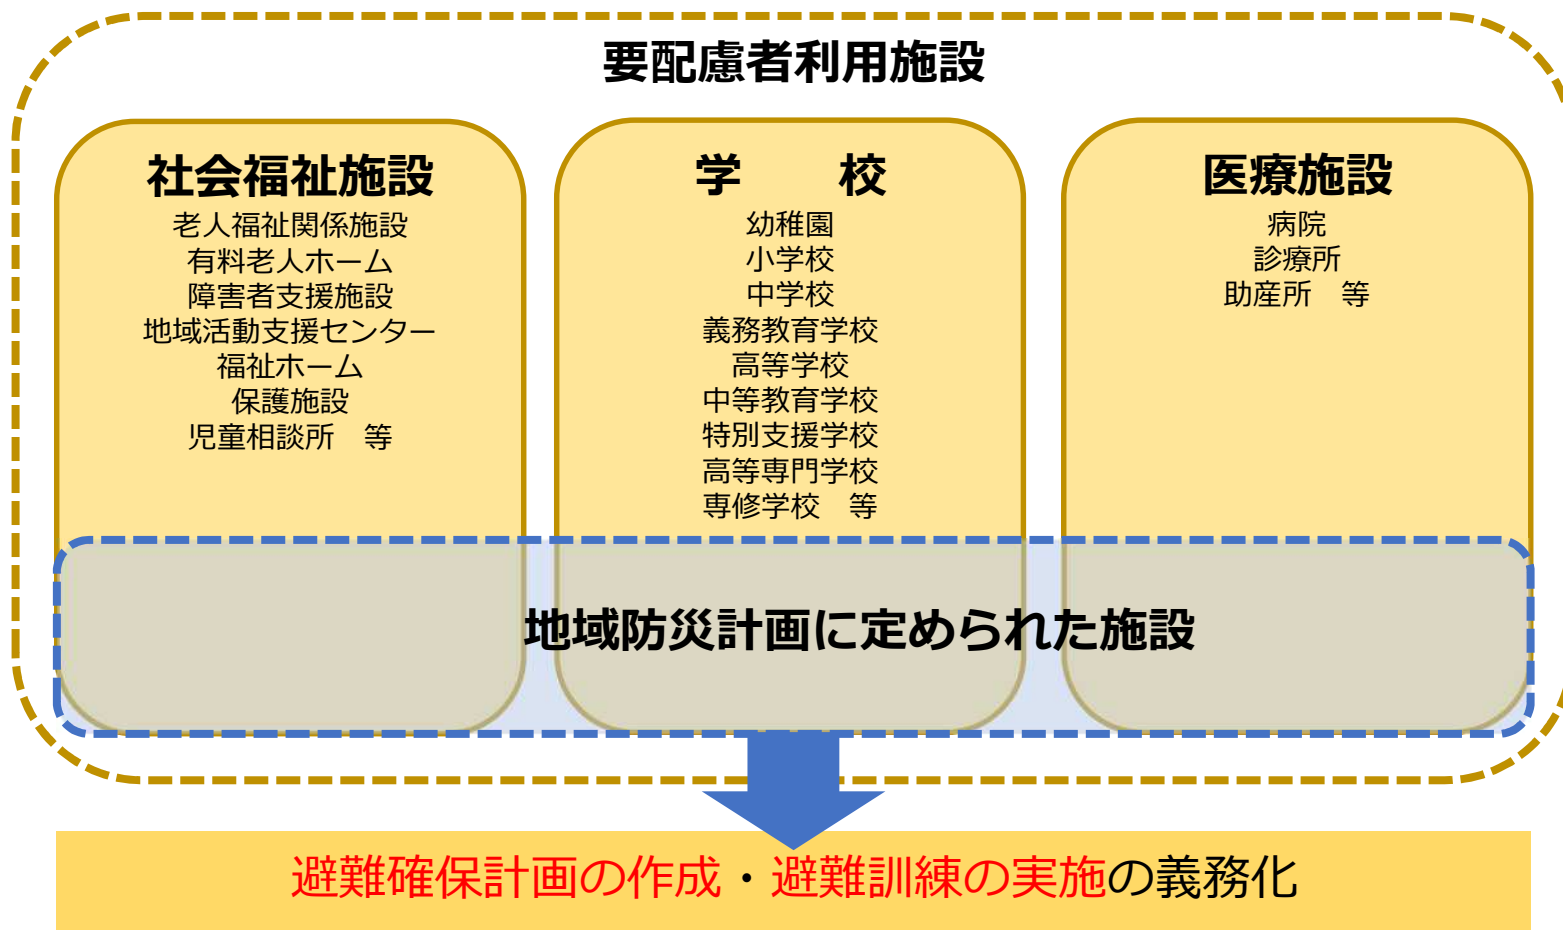 要配慮者利用施設
社会福祉施設
老人福祉関係施設
有料老人ホーム
障害者支援施設
地域活動支援センター
福祉ホーム
保護施設
児童相談所　等
学　　校
幼稚園
小学校
中学校
義務教育学校
高等学校
中等教育学校
特別支援学校
高等専門学校
専修学校　等
医療施設
病院
診療所
助産所　等
地域防災計画に定められた施設
避難確保計画の作成・避難訓練の実施の義務化